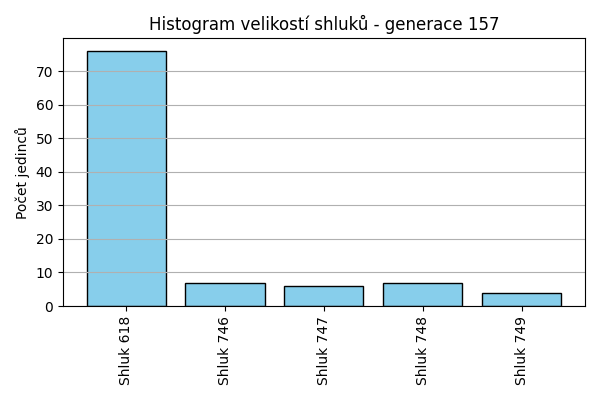 Histogram velikostí shluků - generace 157
Počet jedinců
70
60
50
40
30
20
10
0
Shluk 618
Shluk 746
Shluk 747
Shluk 748
Shluk 749